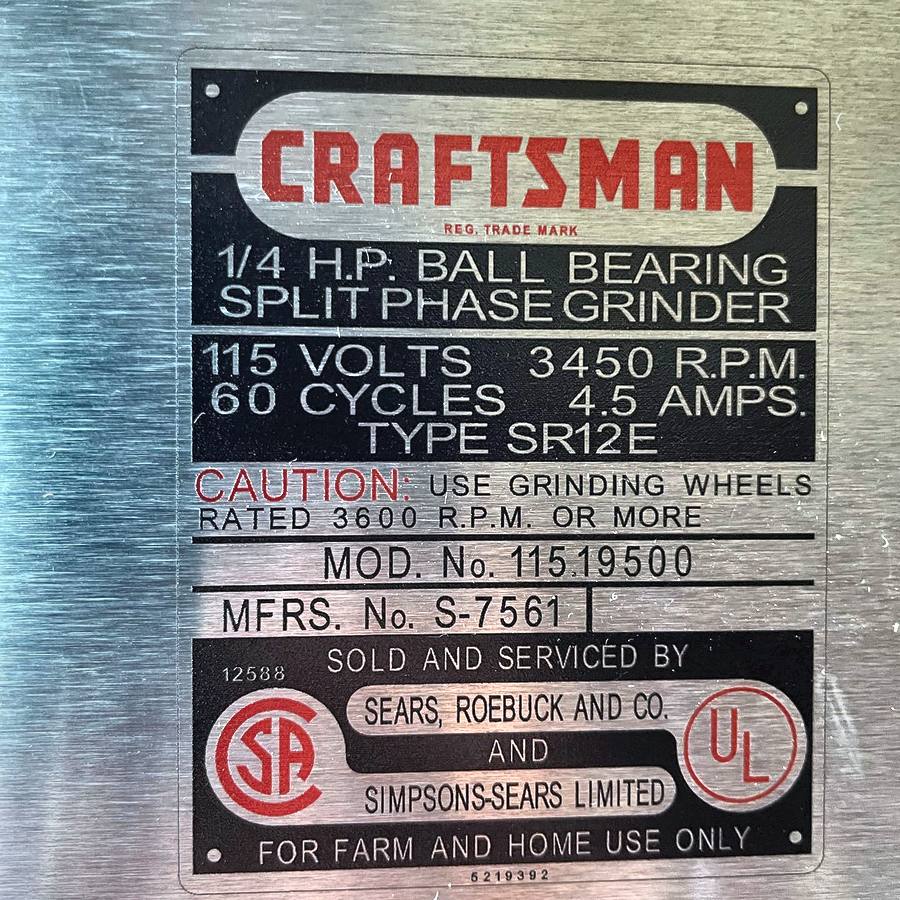 CRAFTSMAN
REG. TRADE MARK
1/4 H.P. BALL BEARING
SPLIT PHASE GRINDER
115 VOLTS 3450 R.P.M.
60 CYCLES 4.5 AMPS.
TYPE SR12E
CAUTION: USE GRINDING WHEELS
RATED 3600 R.P.M. OR MORE
MOD. No. 115.19500
MFRS. No. S-7561
SOLD AND SERVICED BY
12588
SA
SEARS, ROEBUCK AND CO.
UL
AND
SIMPSONS-SEARS LIMITED
FOR FARM AND HOME USE ONLY
5219392